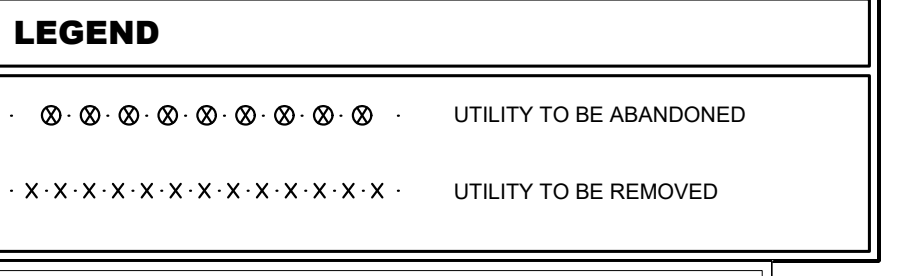 LEGEND
· ⓧ · ⓧ · ⓧ · ⓧ · ⓧ · ⓧ · ⓧ · ⓧ · ⓧ · UTILITY TO BE ABANDONED
· X · X · X · X · X · X · X · X · X · X · X · X · X · UTILITY TO BE REMOVED